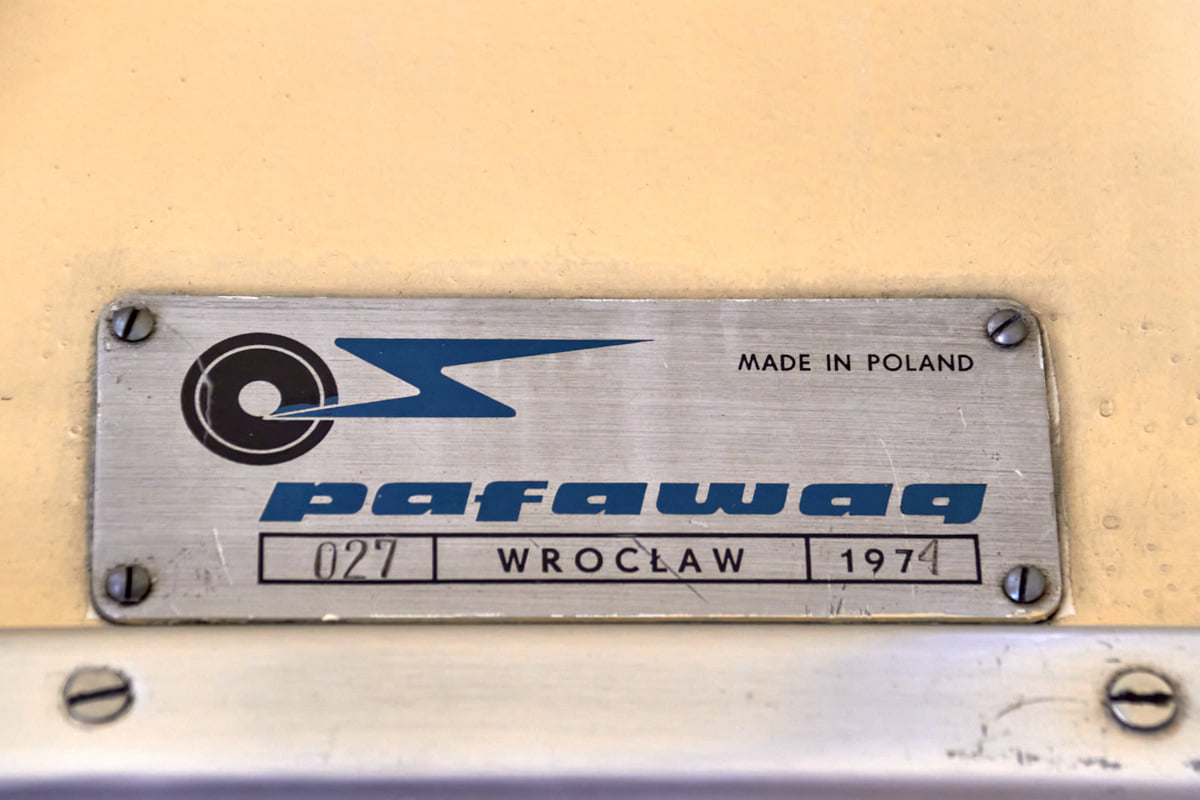 MADE IN POLAND
pafawag
027 WROCŁAW 1974